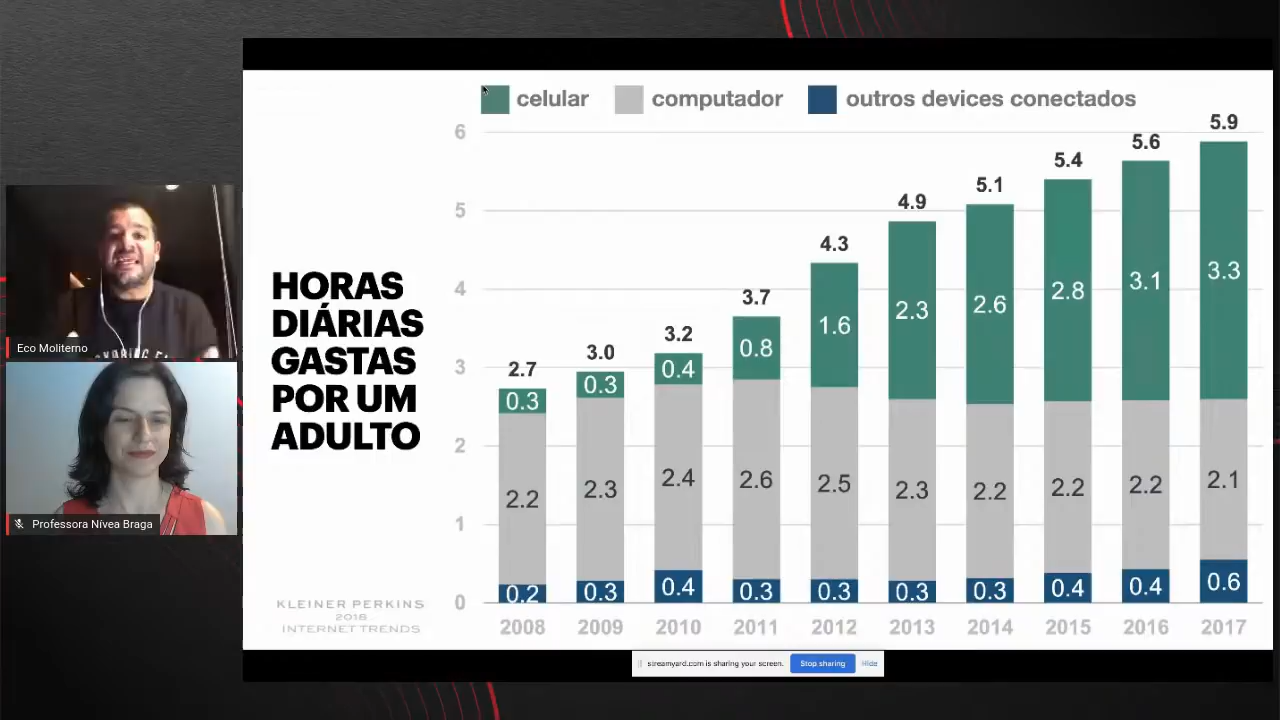 celular computador outros devices conectados
HORAS
DIÁRIAS
GASTAS
POR UM
ADULTO
6
5
4
3
2
1
0
2.7 3.0 3.2 3.7 4.3 4.9 5.1 5.4 5.6 5.9
0.3 0.3 0.4 0.8 1.6 2.3 2.6 2.8 3.1 3.3
2.2 2.3 2.4 2.6 2.5 2.3 2.2 2.2 2.2 2.1
0.2 0.3 0.4 0.3 0.3 0.3 0.3 0.4 0.4 0.6
2008 2009 2010 2011 2012 2013 2014 2015 2016 2017
KLEINER PERKINS
2018
INTERNET TRENDS
Eco Moliterno
Professora Nívea Braga
streamyard.com is sharing your screen. Stop sharing Hide